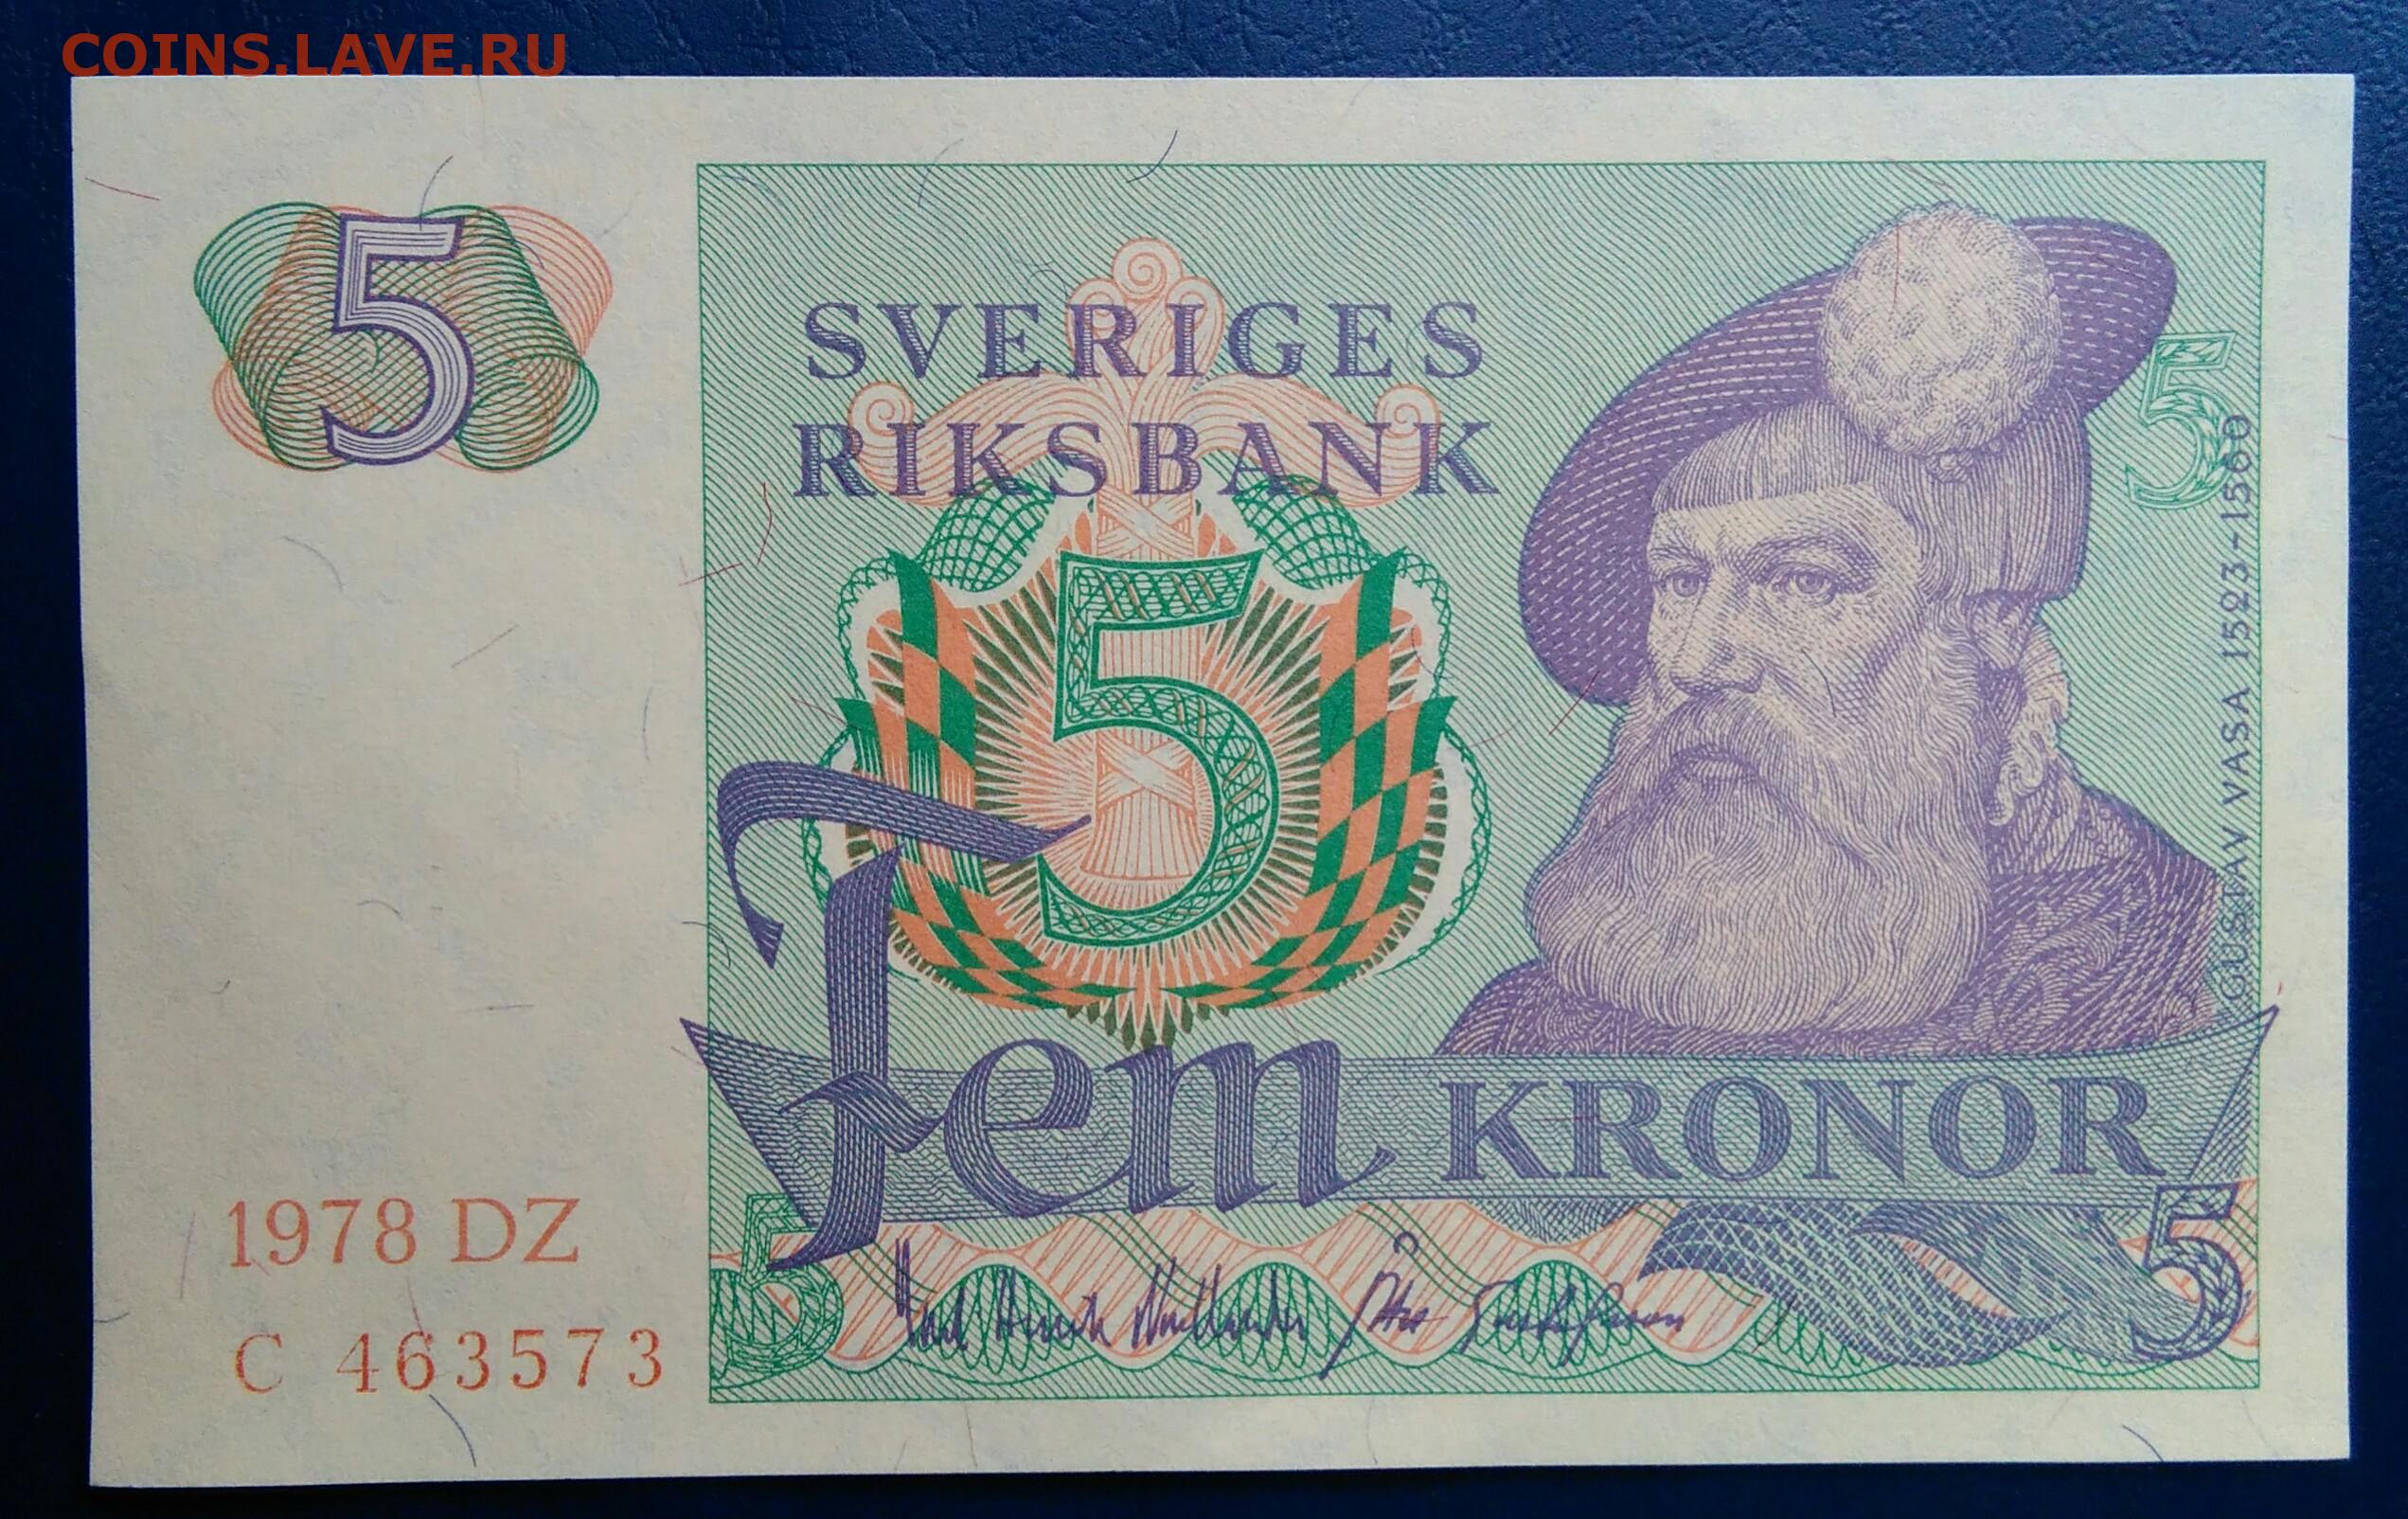 COINS.LAVE.RU
5
SVERIGES
RIKSBANK
5
5
GUSTAV VASA 1523-1560
Fem KRONOR
1978 DZ
C 463573
5
5